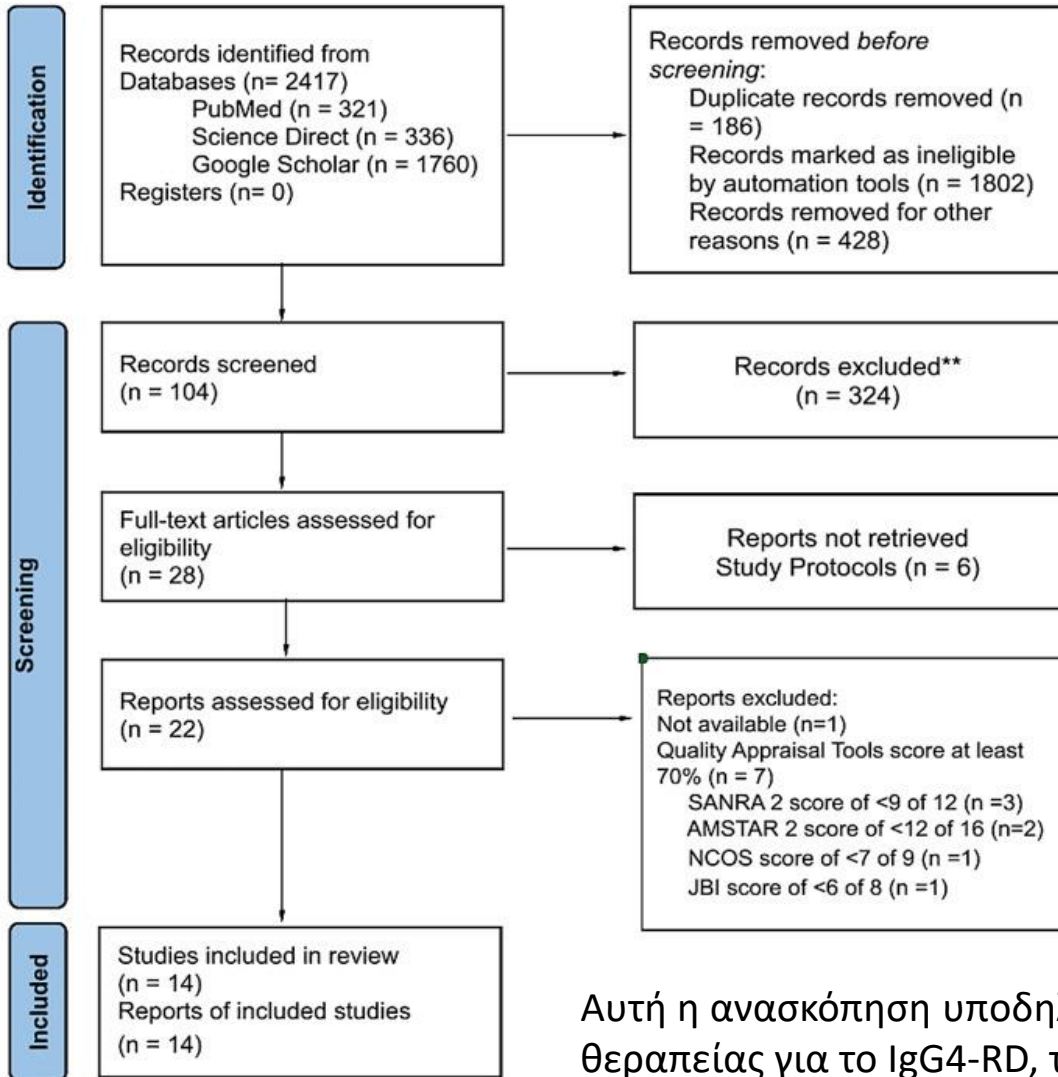 Identification
Records identified from
Databases (n= 2417)
PubMed (n = 321)
Science Direct (n = 336)
Google Scholar (n = 1760)
Registers (n= 0)
Records removed before
screening:
Duplicate records removed (n
= 186)
Records marked as ineligible
by automation tools (n = 1802)
Records removed for other
reasons (n = 428)
Screening
Records screened
(n = 104)
Records excluded**
(n = 324)
Full-text articles assessed for
eligibility
(n = 28)
Reports not retrieved
Study Protocols (n = 6)
Reports assessed for eligibility
(n = 22)
Reports excluded:
Not available (n=1)
Quality Appraisal Tools score at least
70% (n = 7)
SANRA 2 score of <9 of 12 (n =3)
AMSTAR 2 score of <12 of 16 (n=2)
NCOS score of <7 of 9 (n =1)
JBI score of <6 of 8 (n =1)
Included
Studies included in review
(n = 14)
Reports of included studies
(n = 14)
Αυτή η ανασκόπηση
θεραπείας για το IgG4-RD,